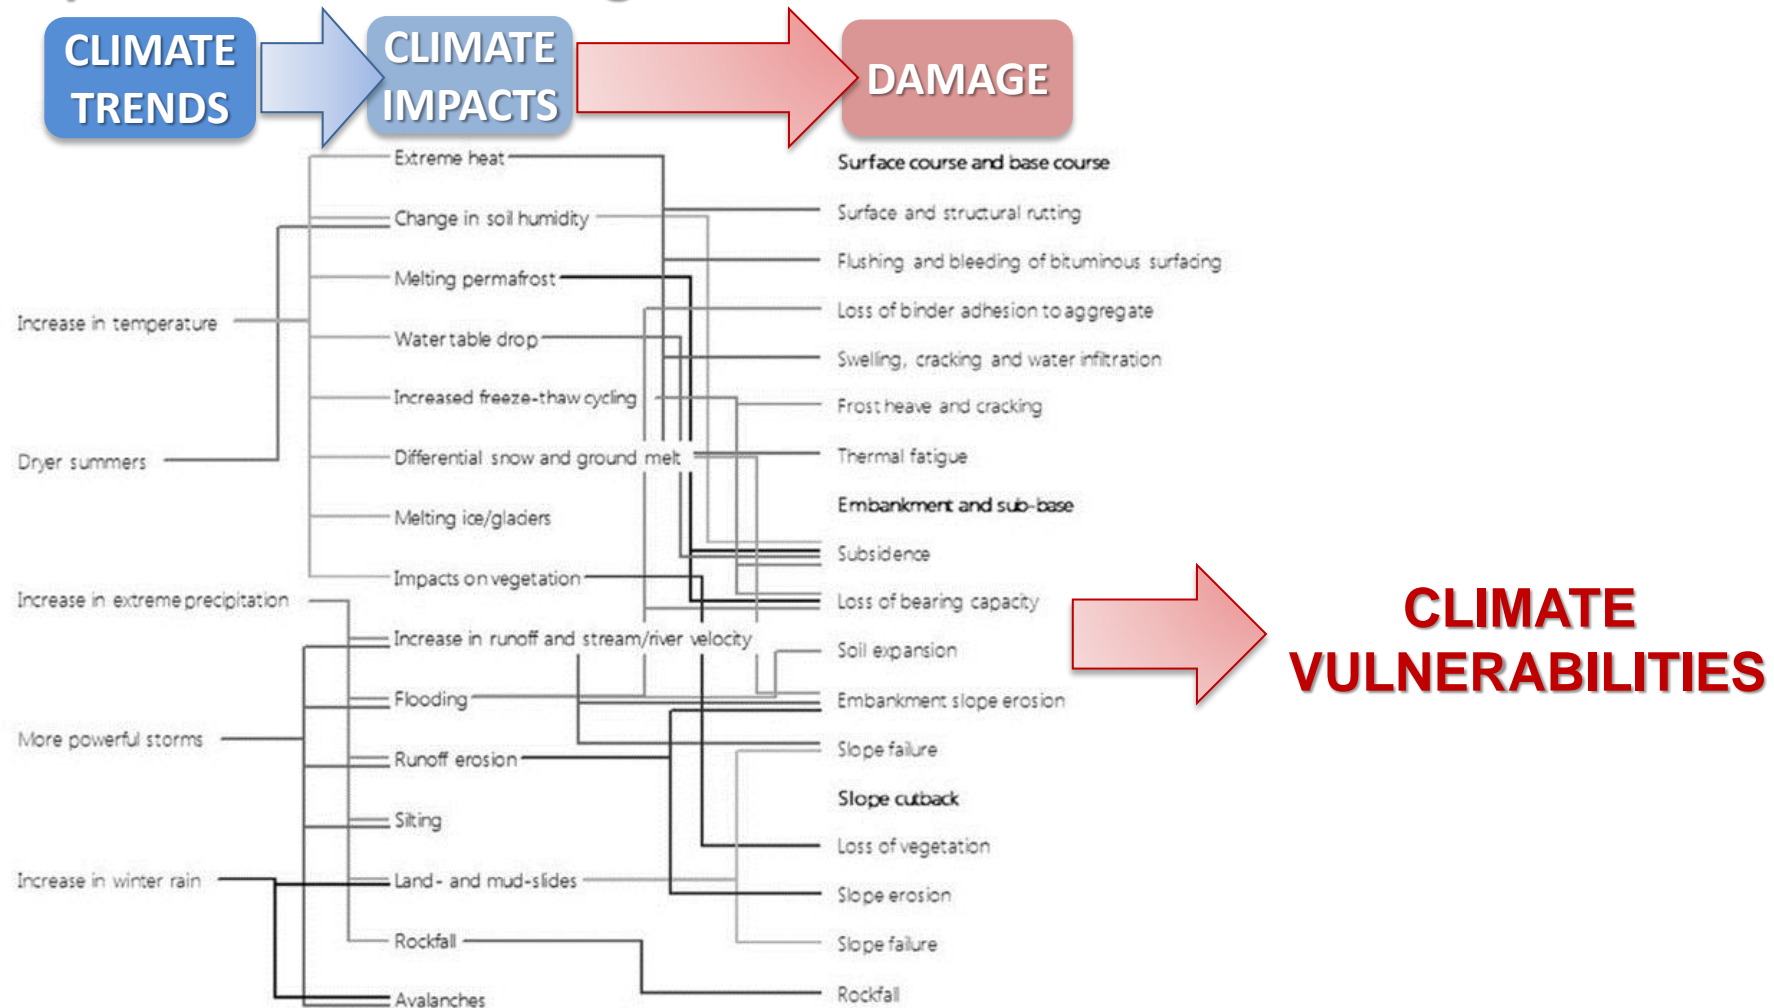 CLIMATE
TRENDS
CLIMATE
IMPACTS
DAMAGE
Increase in temperature
Dryer summers
Increase in extreme precipitation
More powerful storms
Increase in winter rain
Extreme heat
Change in soil humidity
Melting permafrost
Water table drop
Increased freeze-thaw cycling
Differential snow and ground melt
Melting ice/glaciers
Impacts on vegetation
Increase in runoff and stream/river velocity
Flooding
Runoff erosion
Silting
Land- and mud-slides
Rockfall
Avalanches
Surface course and base course
Surface and structural rutting
Flushing and bleeding of bituminous surfacing
Loss of binder adhesion to aggregate
Swelling, cracking and water infiltration
Frost heave and cracking
Thermal fatigue
Embankment and sub-base
Subsidence
Loss of bearing capacity
Soil expansion
Embankment slope erosion
Slope failure
Slope cutback
Loss of vegetation
Slope erosion
Slope failure
Rockfall
CLIMATE
VULNERABILITIES